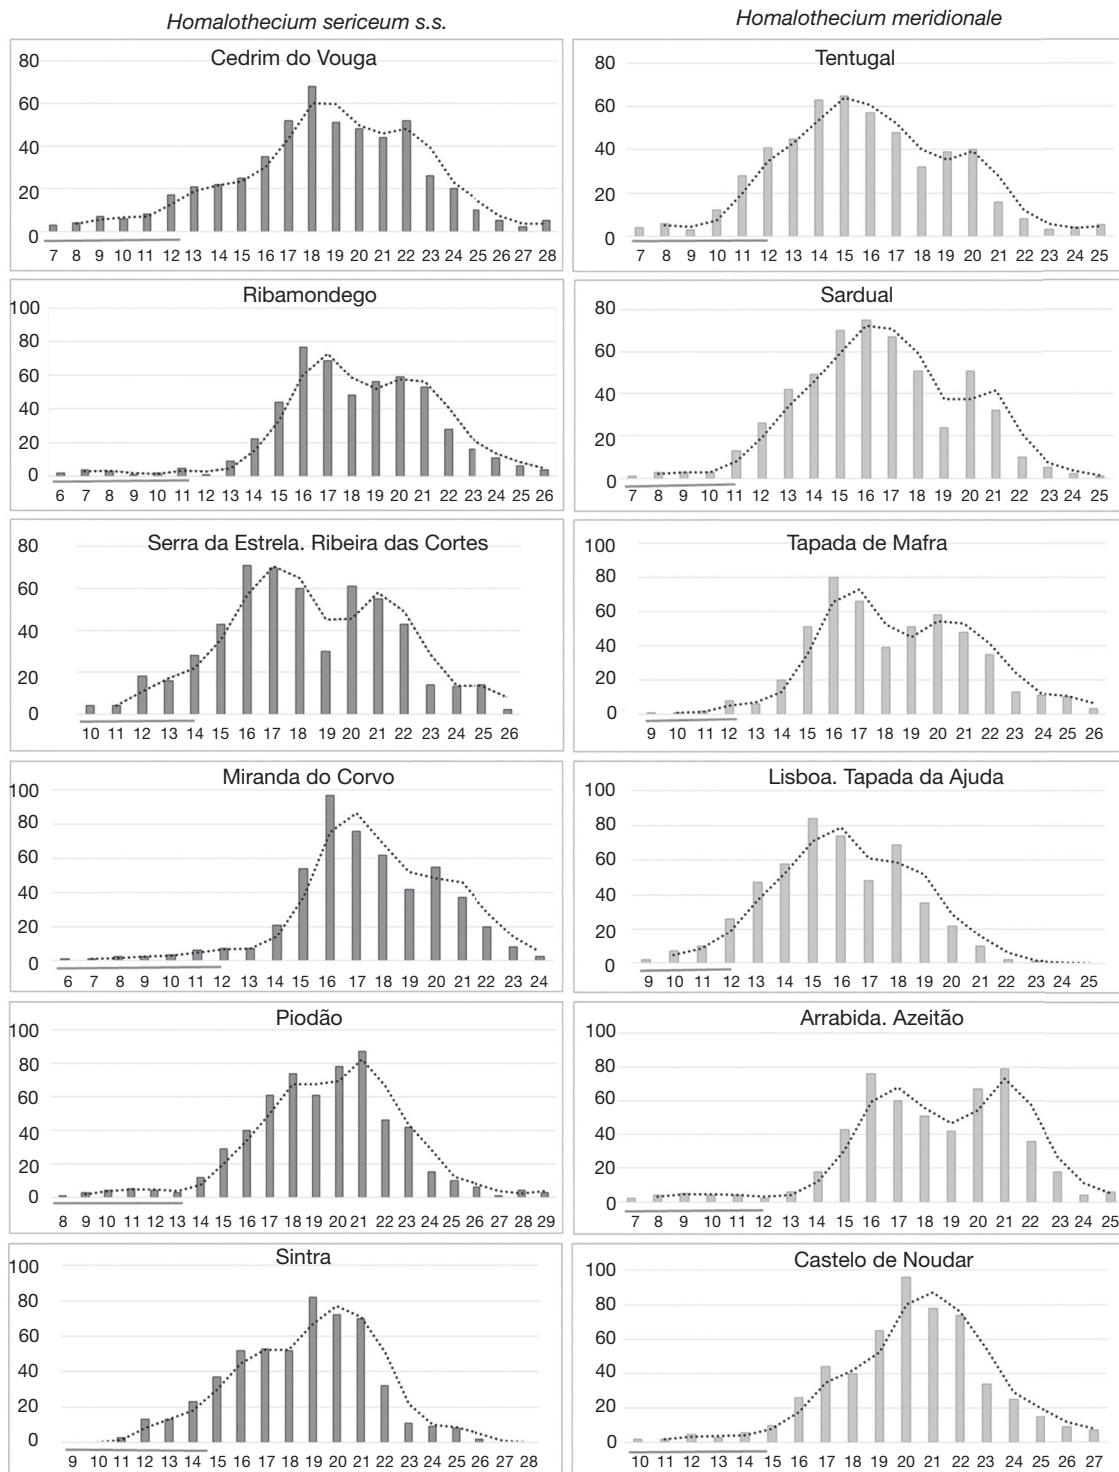 Homalothecium sericeum s.s.
Homalothecium meridionale
Cedrim do Vouga
80
60
40
20
0
7 8 9 10 11 12 13 14 15 16 17 18 19 20 21 22 23 24 25 26 27 28
Tentugal
80
60
40
20
0
7 8 9 10 11 12 13 14 15 16 17 18 19 20 21 22 23 24 25
Ribamondego
100
80
60
40
20
0
6 7 8 9 10 11 12 13 14 15 16 17 18 19 20 21 22 23 24 25 26
Sardual
80
60
40
20
0
7 8 9 10 11 12 13 14 15 16 17 18 19 20 21 22 23 24 25
Serra da Estrela. Ribeira das Cortes
80
60
40
20
0
10 11 12 13 14 15 16 17 18 19 20 21 22 23 24 25 26
Tapada de Mafra
100
80
60
40
20
0
9 10 11 12 13 14 15 16 17 18 19 20 21 22 23 24 25 26
Miranda do Corvo
100
80
60
40
20
0
6 7 8 9 10 11 12 13 14 15 16 17 18 19 20 21 22 23 24
Lisboa. Tapada da Ajuda
100
80
60
40
20
0
9 10 11 12 13 14 15 16 17 18 19 20 21 22 23 24 25
Piodão
100
80
60
40
20
0
8 9 10 11 12 13 14 15 16 17 18 19 20 21 22 23 24 25 26 27 28 29
Arrabida. Azeitão
100
80
60
40
20
0
7 8 9 10 11 12 13 14 15 16 17 18 19 20 21 22 23 24 25
Sintra
100
80
60
40
20
0
9 10 11 12 13 14 15 16 17 18 19 20 21 22 23 24 25 26 27 28
Castelo de Noudar
100
80
60
40
20
0
10 11 12 13 14 15 16 17 18 19 20 21 22 23 24 25 26 27